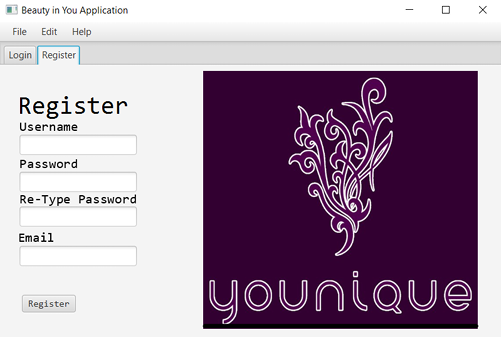 Beauty in You Application
File Edit Help
Login Register
Register
Username
Password
Re-Type Password
Email
Register
younique